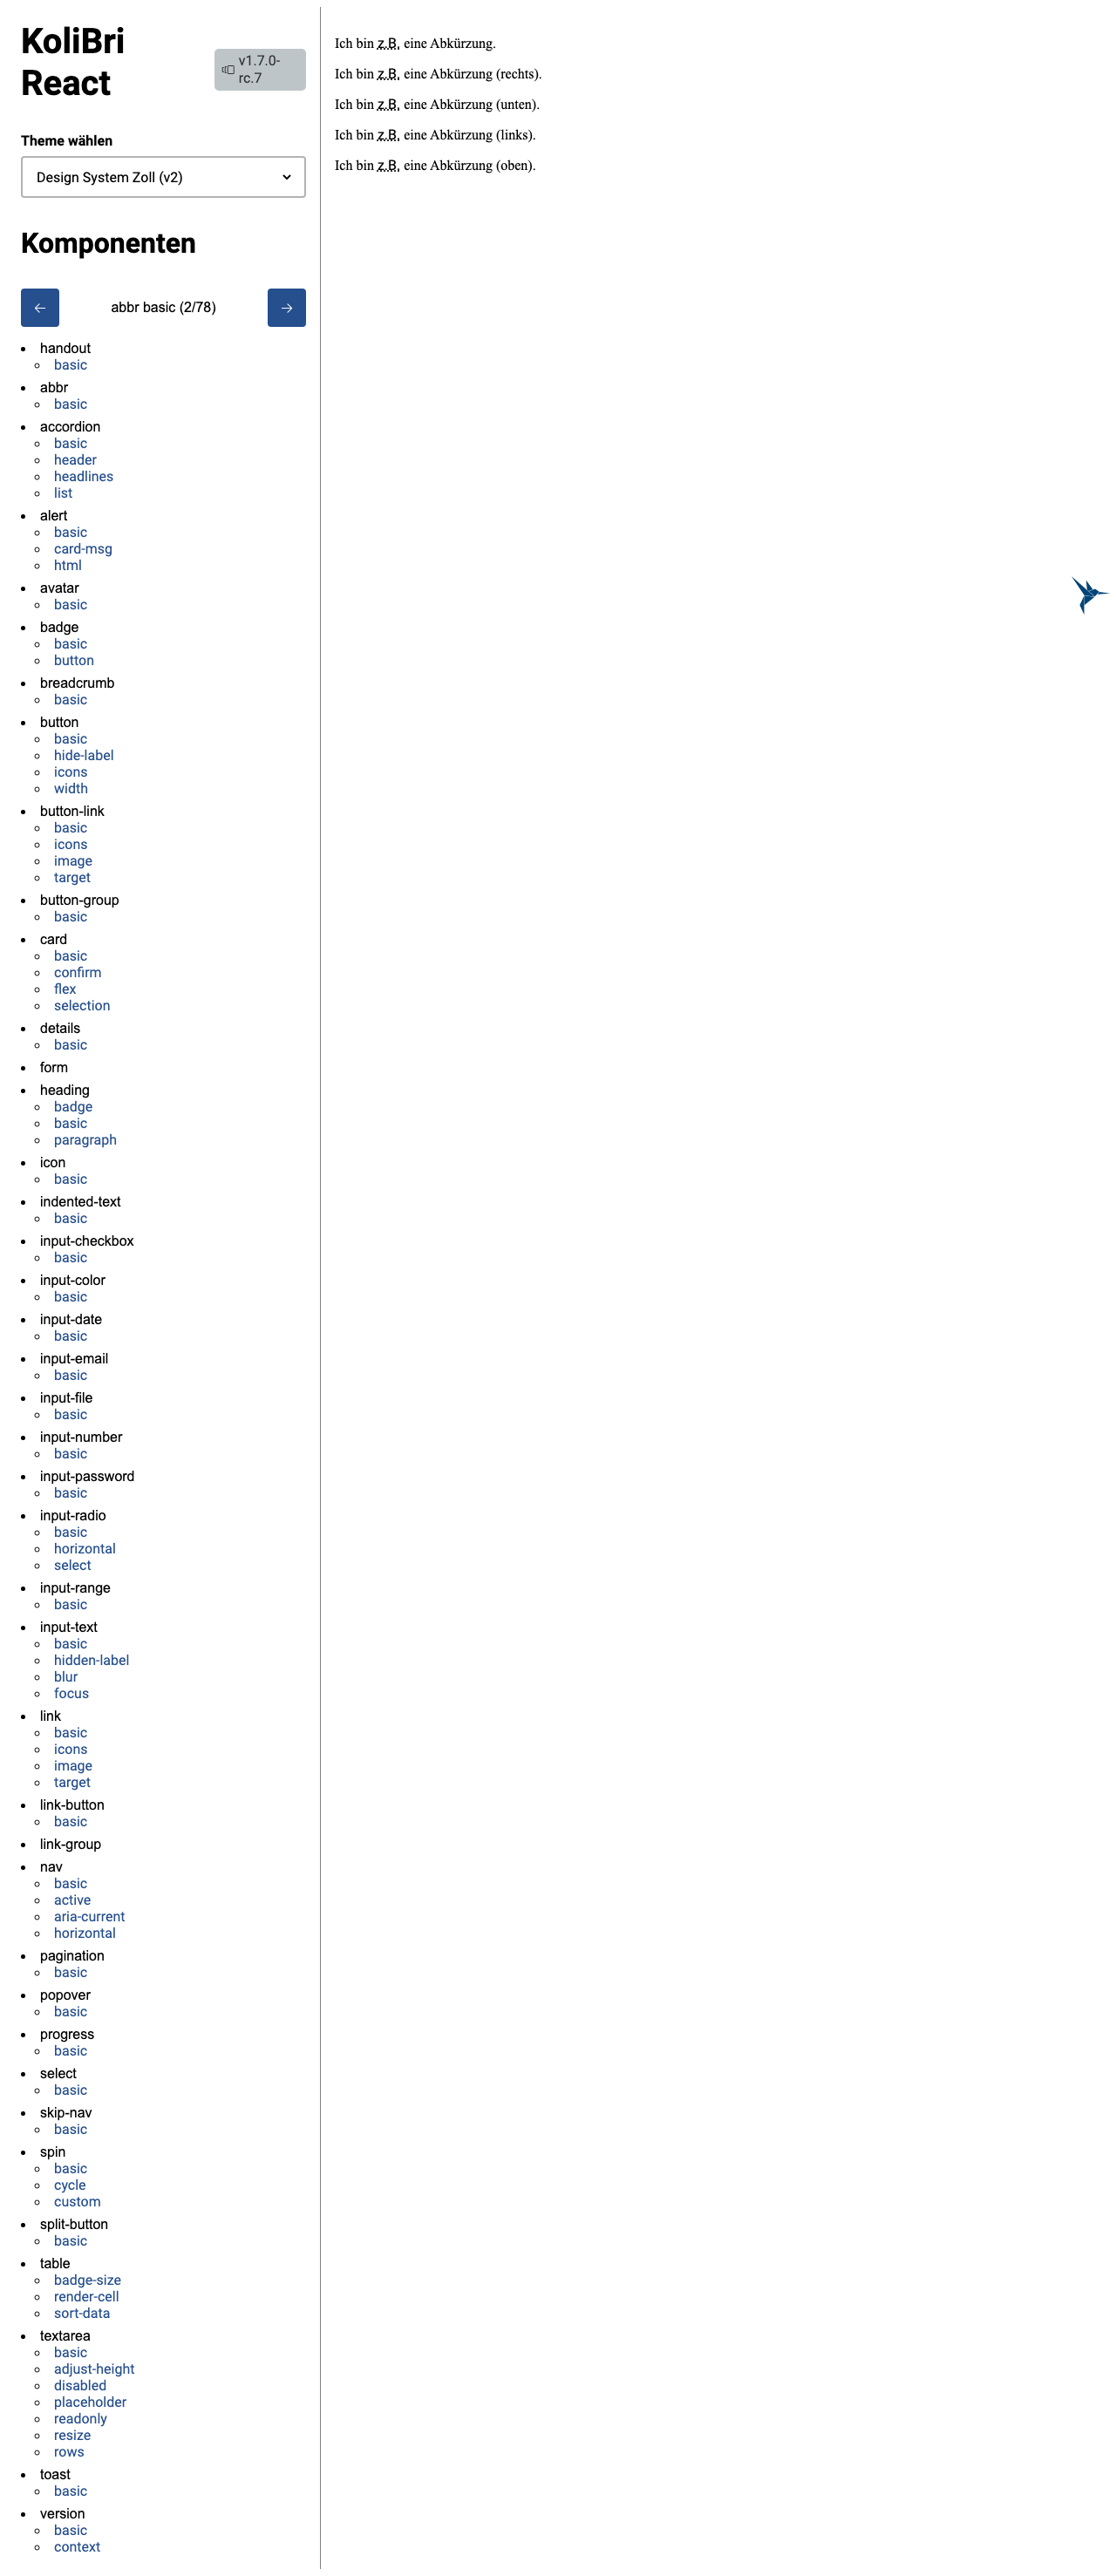 KoliBri
React
v1.7.0-
rc.7
Theme wählen
Design System Zoll (v2)
Komponenten
abbr basic (2/78)
handout
basic
abbr
basic
accordion
basic
header
headlines
list
alert
basic
card-msg
html
avatar
basic
badge
basic
button
breadcrumb
basic
button
basic
hide-label
icons
width
button-link
basic
icons
image
target
button-group
basic
card
basic
confirm
flex
selection
details
basic
form
heading
badge
basic
paragraph
icon
basic
indented-text
basic
input-checkbox
basic
input-color
basic
input-date
basic
input-email
basic
input-file
basic
input-number
basic
input-password
basic
input-radio
basic
horizontal
select
input-range
basic
input-text
basic
hidden-label
blur
focus
link
basic
icons
image
target
link-button
basic
link-group
nav
basic
active
aria-current
horizontal
pagination
basic
popover
basic
progress
basic
select
basic
skip-nav
basic
spin
basic
cycle
custom
split-button
basic
table
badge-size
render-cell
sort-data
textarea
basic
adjust-height
disabled
placeholder
readonly
resize
rows
toast
basic
version
basic
context
Ich bin z.B. eine Abkürzung.
Ich bin z.B. eine Abkürzung (rechts).
Ich bin z.B. eine Abkürzung (unten).
Ich bin z.B. eine Abkürzung (links).
Ich bin z.B. eine Abkürzung (oben).